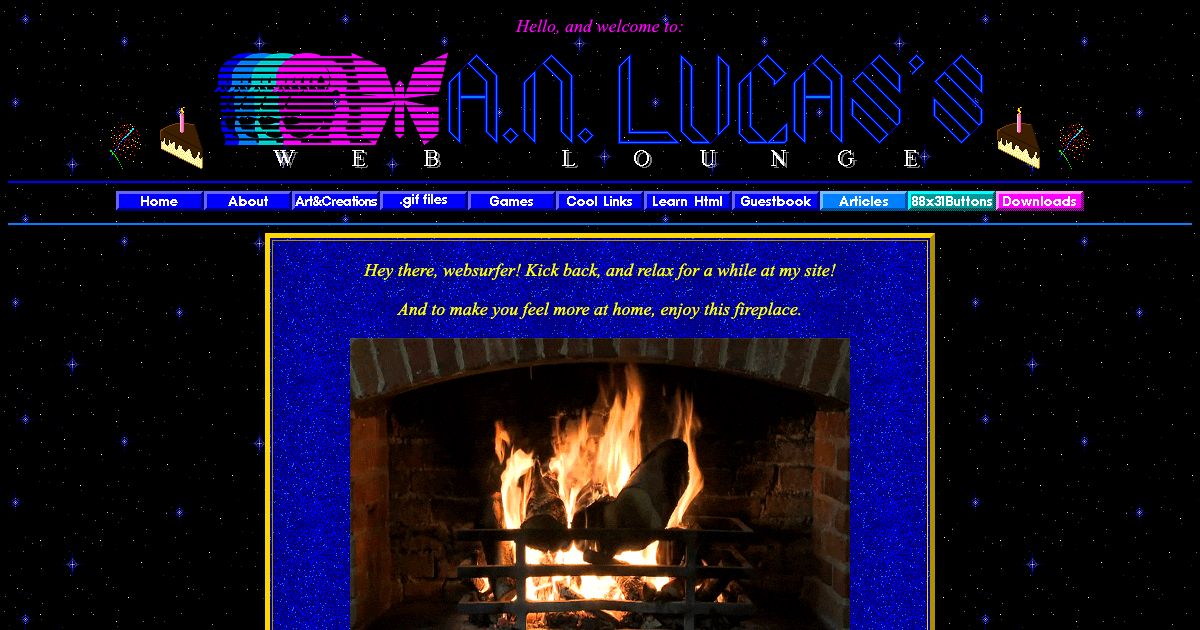 Hello, and welcome to:
A.N. LUCAS'S
WEB LOUNGE
Home About Art&Creations .gif files Games Cool Links Learn Html Guestbook Articles 88x31Buttons Downloads
Hey there, websurfer! Kick back, and relax for a while at my site!
And to make you feel more at home, enjoy this fireplace.